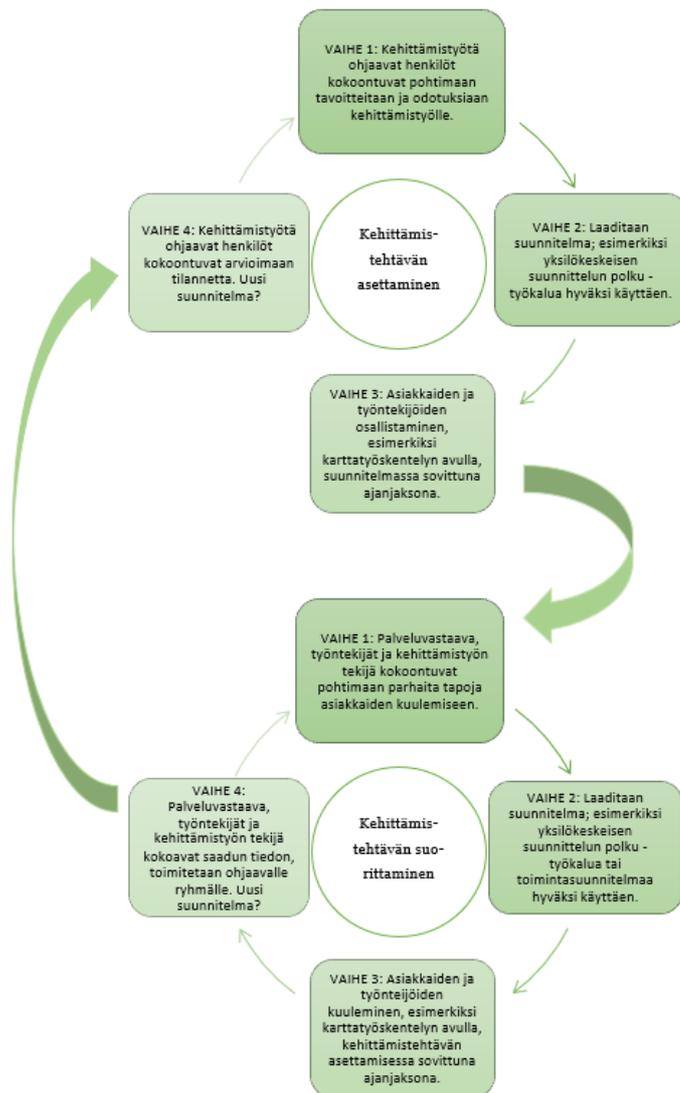 VAIHE 1: Kehittämistyötä
ohjaavat henkilöt
kokoontuvat pohtimaan
tavoitteitaan ja odotuksiaan
kehittämistyölle.
VAIHE 4: Kehittämistyötä
ohjaavat henkilöt
kokoontuvat arvioimaan
tilannetta. Uusi
suunnitelma?
Kehittämis-
tehtävän
asettaminen
VAIHE 2: Laaditaan
suunnitelma; esimerkiksi
yksilökeskeisen
suunnittelun polku -
työkalua hyväksi käyttäen.
VAIHE 3: Asiakkaiden ja
työntekijöiden
osallistaminen,
esimerkiksi
karttatyöskentelyn avulla,
suunnitelmassa sovittuna
ajanjaksona.
VAIHE 1: Palveluvastaava,
työntekijät ja kehittämistyön
tekijä kokoontuvat
pohtimaan parhaita tapoja
asiakkaiden kuulemiseen.
VAIHE 4:
Palveluvastaava,
työntekijät ja
kehittämistyön tekijä
kokoavat saadun tiedon,
toimitetaan ohjaavalle
ryhmälle. Uusi
suunnitelma?
Kehittämis-
tehtävän suo-
rittaminen
VAIHE 2: Laaditaan
suunnitelma; esimerkiksi
yksilökeskeisen
suunnittelun polku -
työkalua tai
toimintasuunnitelmaa
hyväksi käyttäen.
VAIHE 3: Asiakkaiden ja
työnteijöiden
kuuleminen, esimerkiksi
karttatyöskentelyn avulla,
kehittämistehtävän
asettamisessa sovittuna
ajanjaksona.